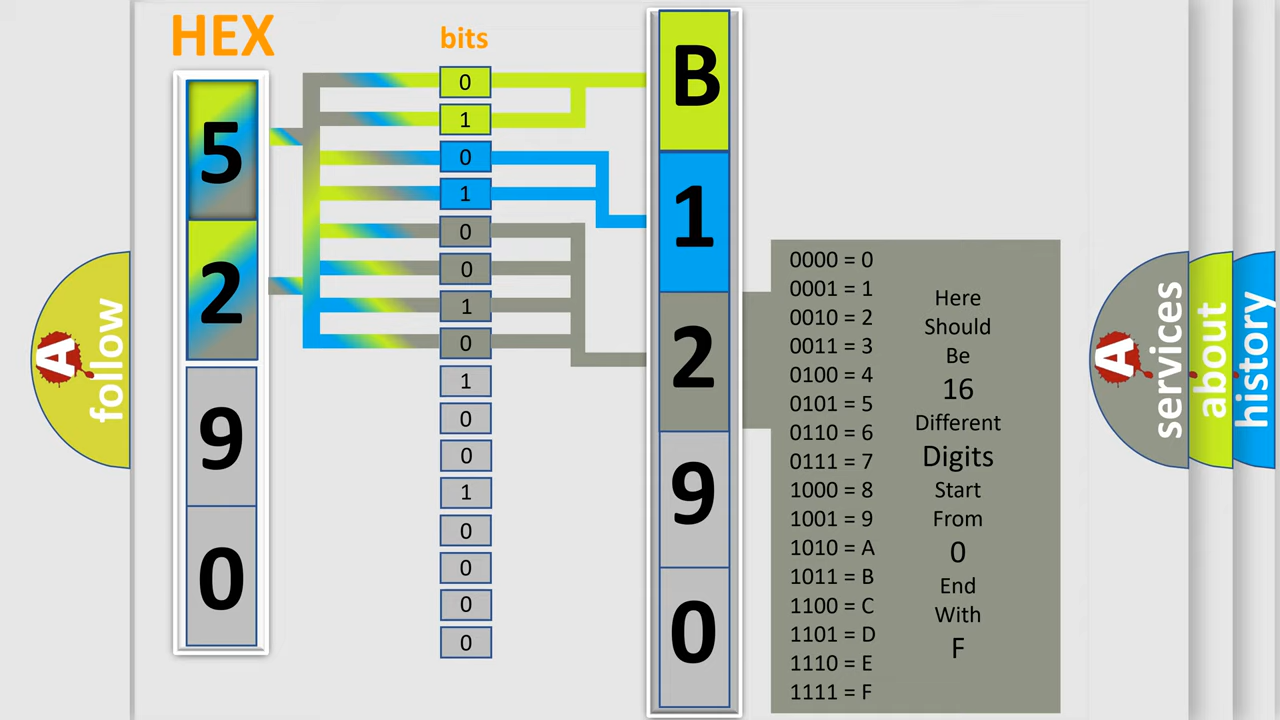 HEX
5
2
9
0
bits
0
1
0
1
0
0
1
0
1
0
0
1
0
0
0
0
B
1
2
9
0
0000 = 0
0001 = 1
0010 = 2
0011 = 3
0100 = 4
0101 = 5
0110 = 6
0111 = 7
1000 = 8
1001 = 9
1010 = A
1011 = B
1100 = C
1101 = D
1110 = E
1111 = F
Here
Should
Be
16
Different
Digits
Start
From
0
End
With
F
A
follow
A
services
about
history